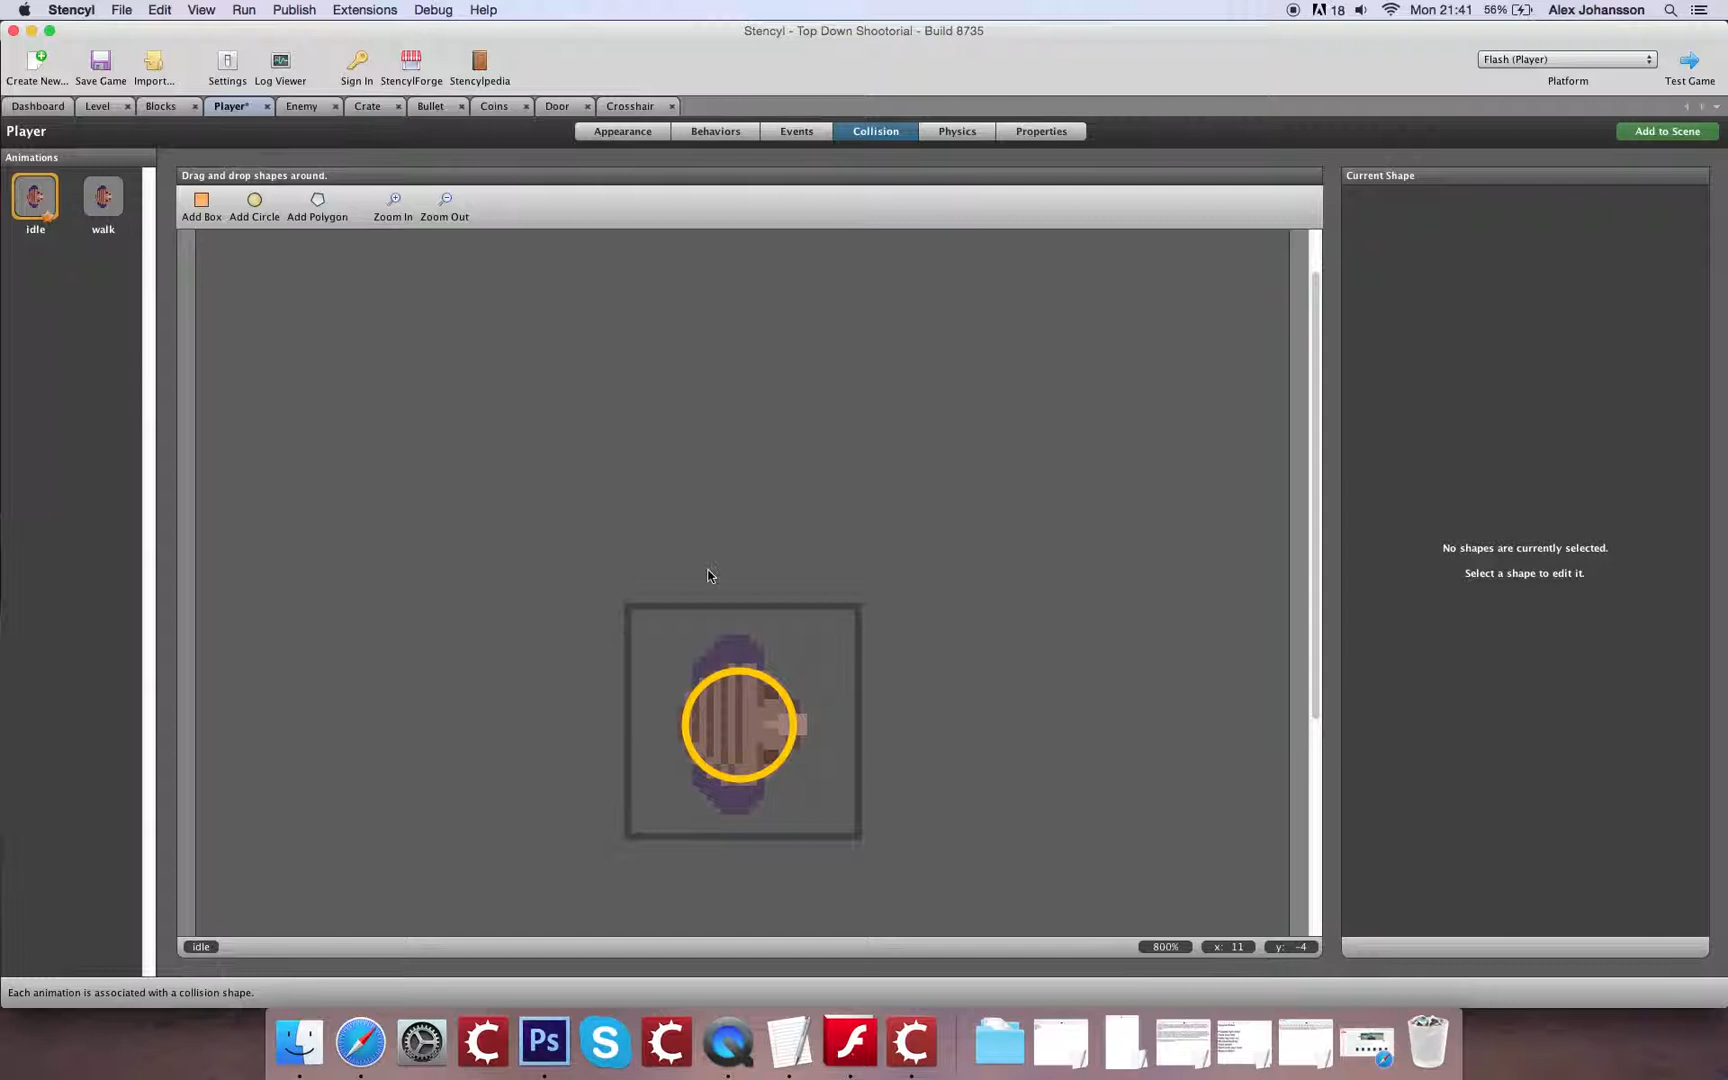 Stencyl File Edit View Run Publish Extensions Debug Help 18 Mon 21:41 56% Alex Johansson
Stencyl - Top Down Shootorial - Build 8735
Create New... Save Game Import... Settings Log Viewer Sign In StencylForge Stencylpedia
Flash (Player)
Platform
Test Game
Dashboard Level Blocks Player* Enemy Crate Bullet Coins Door Crosshair
Player
Appearance Behaviors Events Collision Physics Properties
Add to Scene
Animations
idle walk
Drag and drop shapes around.
Add Box Add Circle Add Polygon Zoom In Zoom Out
Current Shape
No shapes are currently selected.
Select a shape to edit it.
idle
800% x: 11 y: -4
Each animation is associated with a collision shape.
Ps